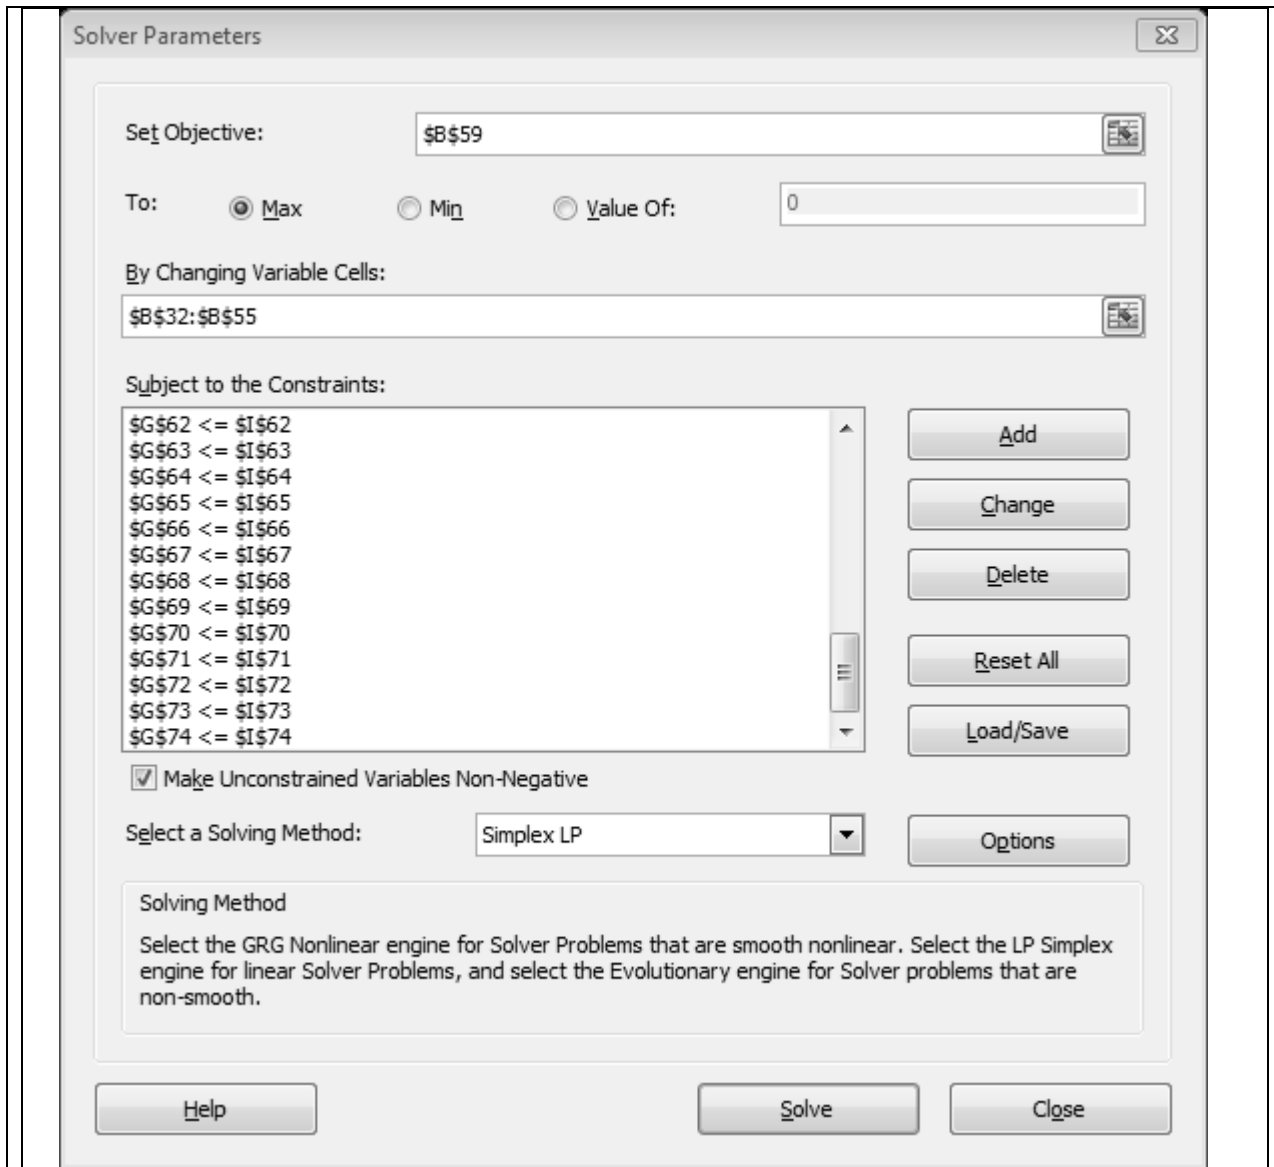 Solver Parameters
Set Objective:
$B$59
To:
Max
Min
Value Of:
0
By Changing Variable Cells:
$B$32:$B$55
Subject to the Constraints:
$G$62 <= $I$62
$G$63 <= $I$63
$G$64 <= $I$64
$G$65 <= $I$65
$G$66 <= $I$66
$G$67 <= $I$67
$G$68 <= $I$68
$G$69 <= $I$69
$G$70 <= $I$70
$G$71 <= $I$71
$G$72 <= $I$72
$G$73 <= $I$73
$G$74 <= $I$74
Add
Change
Delete
Reset All
Load/Save
Make Unconstrained Variables Non-Negative
Select a Solving Method:
Simplex LP
Options
Solving Method
Select the GRG Nonlinear engine for Solver Problems that are smooth nonlinear. Select the LP Simplex
engine for linear Solver Problems, and select the Evolutionary engine for Solver problems that are
non-smooth.
Help
Solve
Close